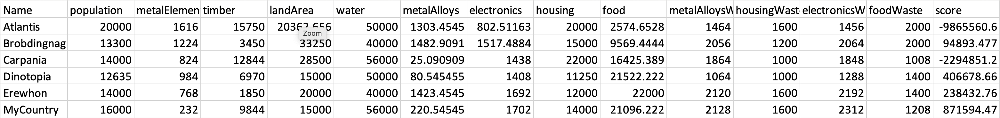 Name population metalElement timber landArea water metalAlloys electronics housing food metalAlloysW housingWast electronicsW foodWaste score
Atlantis 20000 1616 15750 20362.656 50000 1303.4545 802.51163 20000 2574.6528 1464 1600 1456 2000 -9865560.6
Zoom
Brobdingnag 13300 1224 3450 33250 40000 1482.9091 1517.4884 15000 9569.4444 2056 1200 2064 2000 94893.477
Carpania 14000 824 12844 28500 56000 25.090909 1438 22000 16425.389 1864 1000 1848 1008 -2294851.2
Dinotopia 12635 984 6970 15000 50000 80.545455 1408 11250 21522.222 1064 1000 1288 1400 406678.66
Erewhon 14000 768 1850 20000 40000 1423.4545 1692 12000 22000 2120 1600 2192 1400 238432.76
MyCountry 16000 232 9844 15000 56000 220.54545 1702 14000 21096.222 2128 1600 2312 1208 871594.47